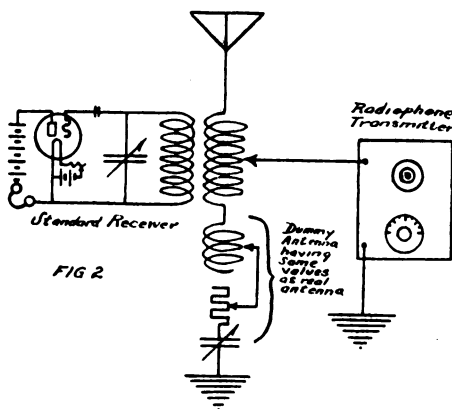 Radiophone
Transmitter
Standard Receiver
Dummy
Antenna
having
Same
values
as real
antenna
FIG 2